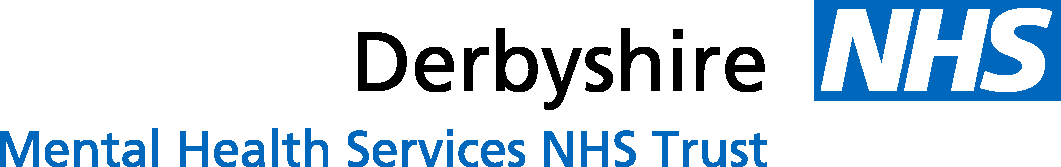 Derbyshire NHS
Mental Health Services NHS Trust